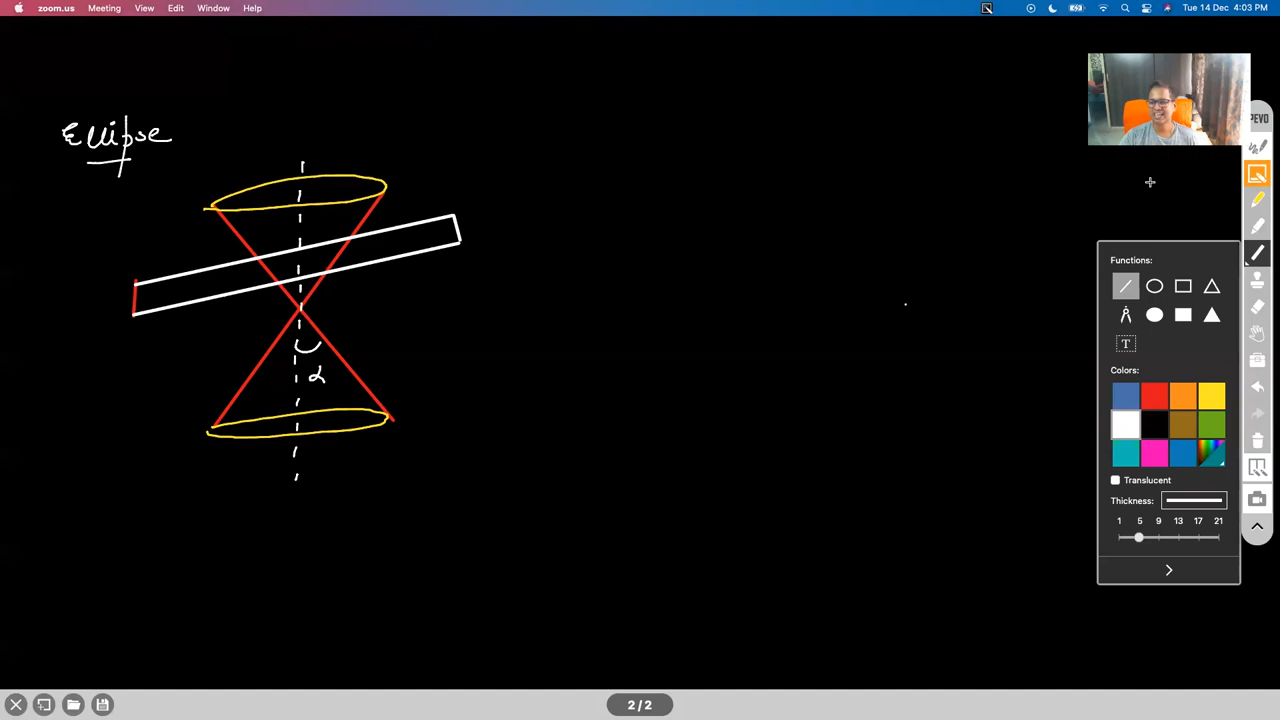 zoom.us Meeting View Edit Window Help Tue 14 Dec 4:03 PM
Ellipse
α
IPEVO
Functions:
T
Colors:
Translucent
Thickness:
1 5 9 13 17 21
2 / 2